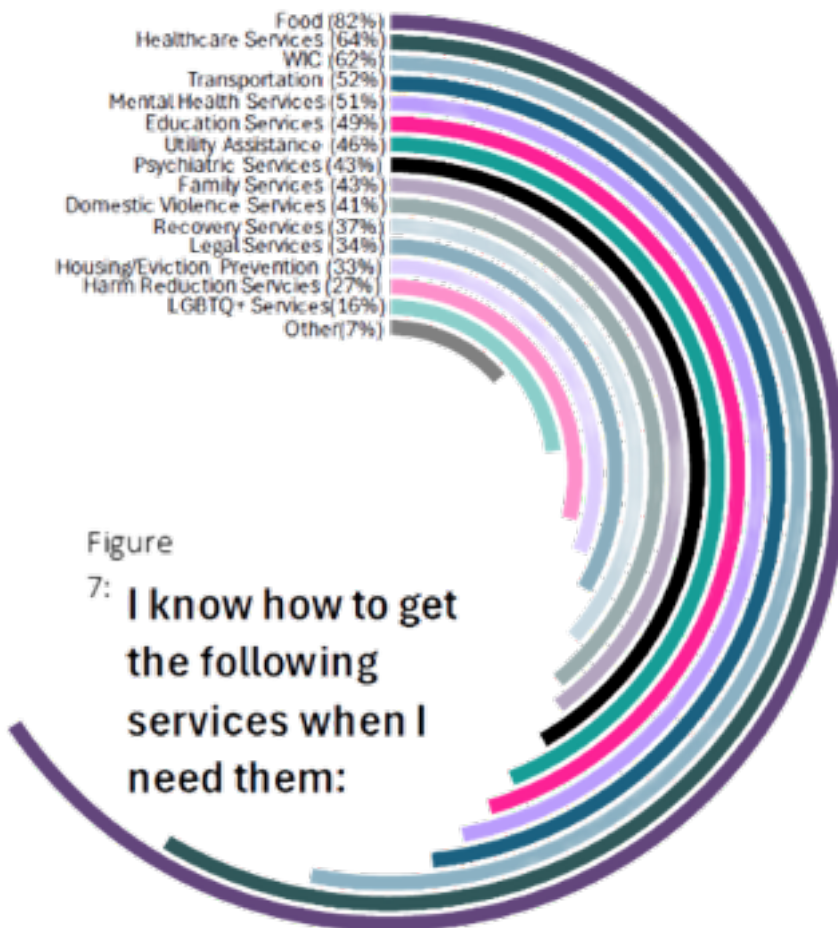 Food (82%)
Healthcare Services (64%)
WIC (62%)
Transportation (52%)
Mental Health Services (51%)
Education Services (49%)
Utility Assistance (46%)
Psychiatric Services (43%)
Family Services (43%)
Domestic Violence Services (41%)
Recovery Services (37%)
Legal Services (34%)
Housing/Eviction Prevention (33%)
Harm Reduction Servcies (27%)
LGBTQ+ Services(16%)
Other(7%)
Figure
7: I know how to get
the following
services when I
need them: